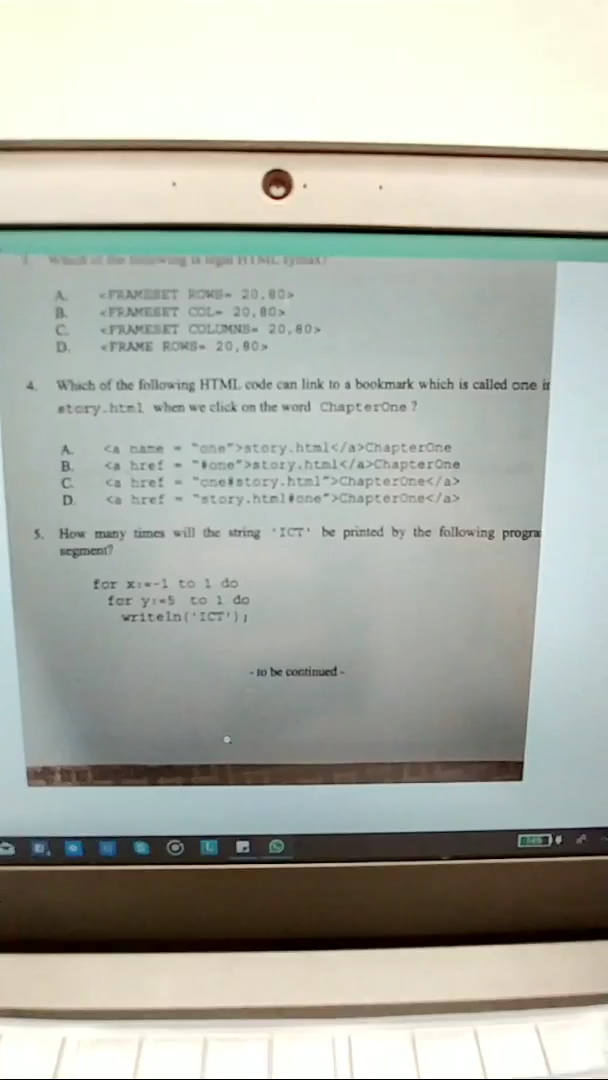 A. <FRAMESET ROWS= 20,80>
B. <FRAMESET COL= 20,80>
C. <FRAMESET COLUMNS= 20,80>
D. <FRAME ROWS= 20,80>
4. Which of the following HTML code can link to a bookmark which is called one in
story.html when we click on the word ChapterOne ?
A. <a name = "one">story.html</a>ChapterOne
B. <a href = "#one">story.html</a>ChapterOne
C. <a href = "one#story.html">ChapterOne</a>
D. <a href = "story.html#one">ChapterOne</a>
5. How many times will the string 'ICT' be printed by the following
segment?
for x:=-1 to 1 do
for y:=5 to 1 do
writeln('ICT');
- to be continued -